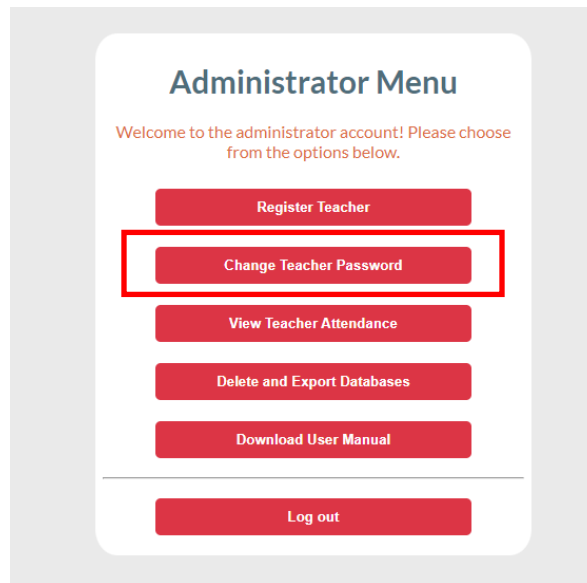 Administrator Menu
Welcome to the administrator account! Please choose
from the options below.
Register Teacher
Change Teacher Password
View Teacher Attendance
Delete and Export Databases
Download User Manual
Log out